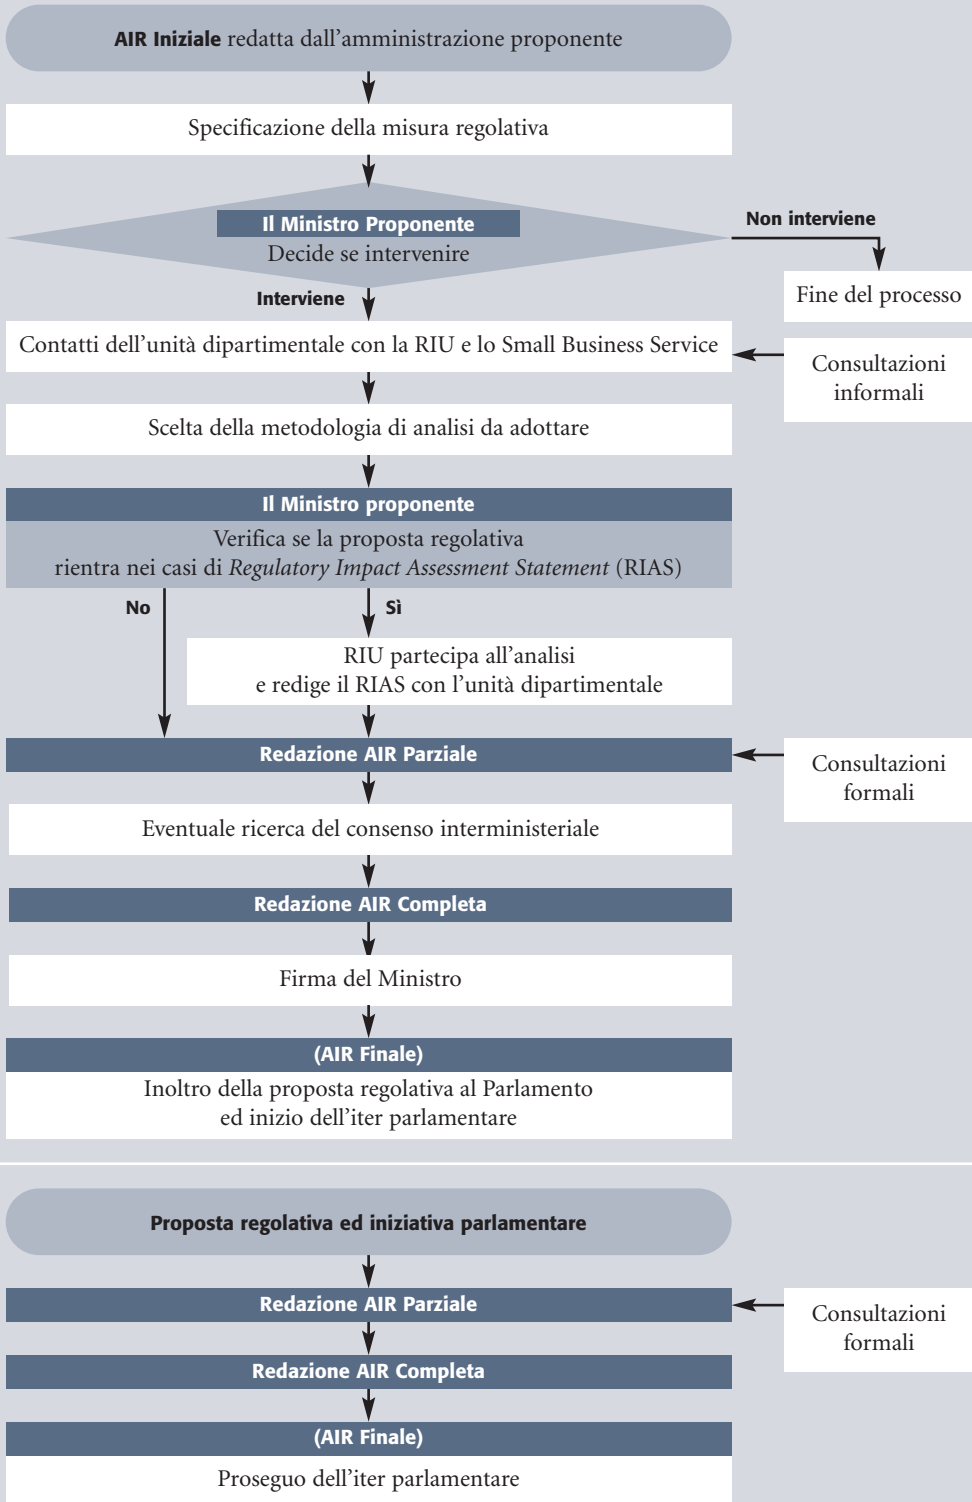 AIR Iniziale redatta dall’amministrazione proponente
Specificazione della misura regolativa
Il Ministro Proponente
Decide se intervenire
Non interviene
Fine del processo
Interviene
Contatti dell’unità dipartimentale con la RIU e lo Small Business Service
Consultazioni
informali
Scelta della metodologia di analisi da adottare
Il Ministro proponente
Verifica se la proposta regolativa
rientra nei casi di Regulatory Impact Assessment Statement (RIAS)
No
Sì
RIU partecipa all’analisi
e redige il RIAS con l’unità dipartimentale
Redazione AIR Parziale
Consultazioni
formali
Eventuale ricerca del consenso interministeriale
Redazione AIR Completa
Firma del Ministro
(AIR Finale)
Inoltro della proposta regolativa al Parlamento
ed inizio dell’iter parlamentare
Proposta regolativa ed iniziativa parlamentare
Redazione AIR Parziale
Consultazioni
formali
Redazione AIR Completa
(AIR Finale)
Proseguo dell’iter parlamentare